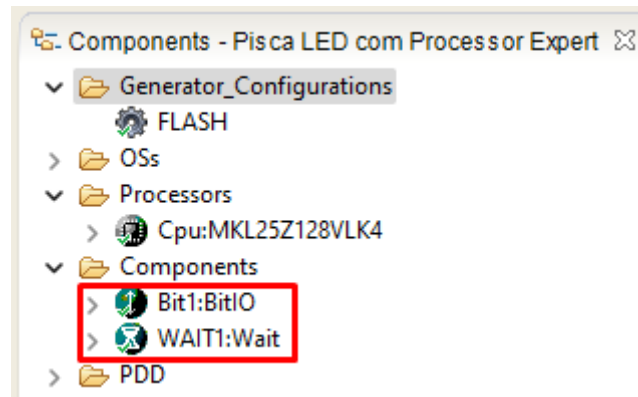 Components - Pisca LED com Processor Expert
Generator_Configurations
FLASH
OSs
Processors
Cpu:MKL25Z128VLK4
Components
Bit1:BitIO
WAIT1:Wait
PDD